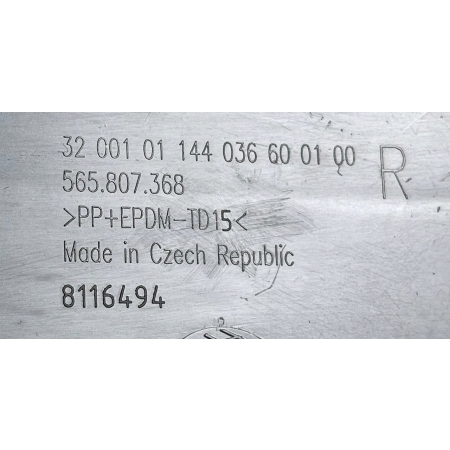 32 001 01 144 036 60 01 00
R
565.807.368
>PP+EPDM-TD15<
Made in Czech Republic
8116494